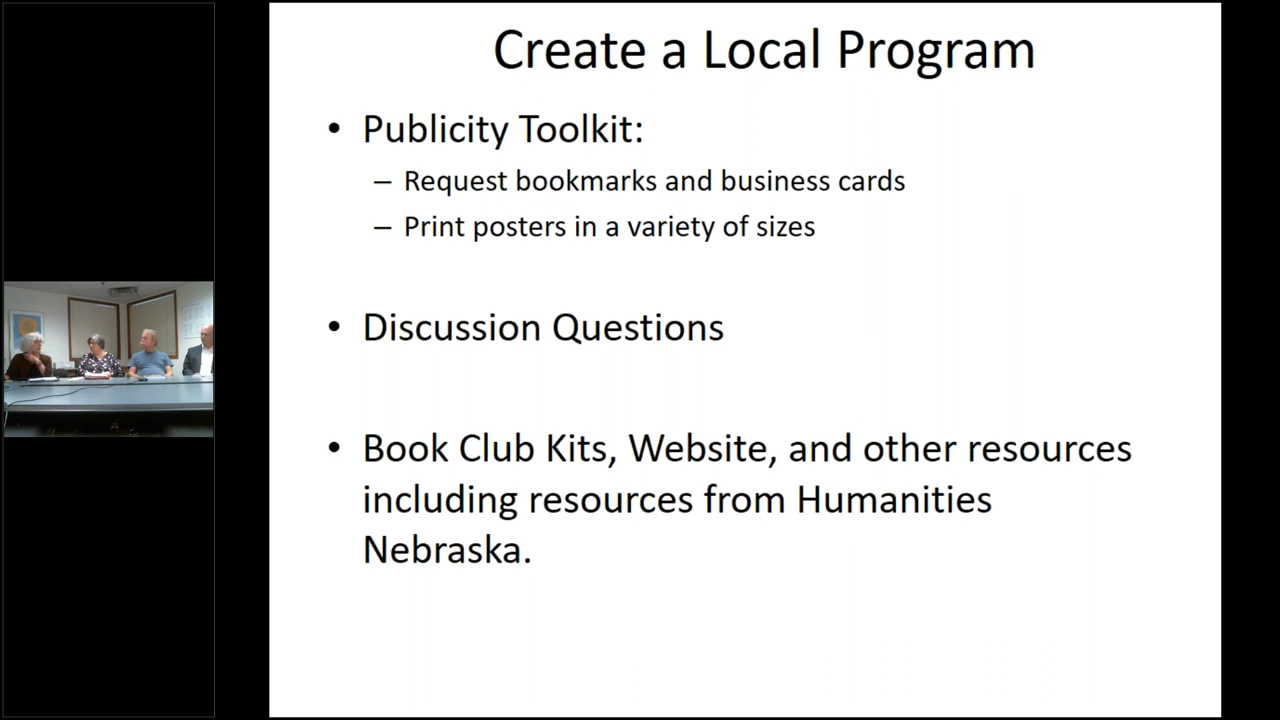 Create a Local Program
• Publicity Toolkit:
– Request bookmarks and business cards
– Print posters in a variety of sizes
• Discussion Questions
• Book Club Kits, Website, and other resources
including resources from Humanities
Nebraska.